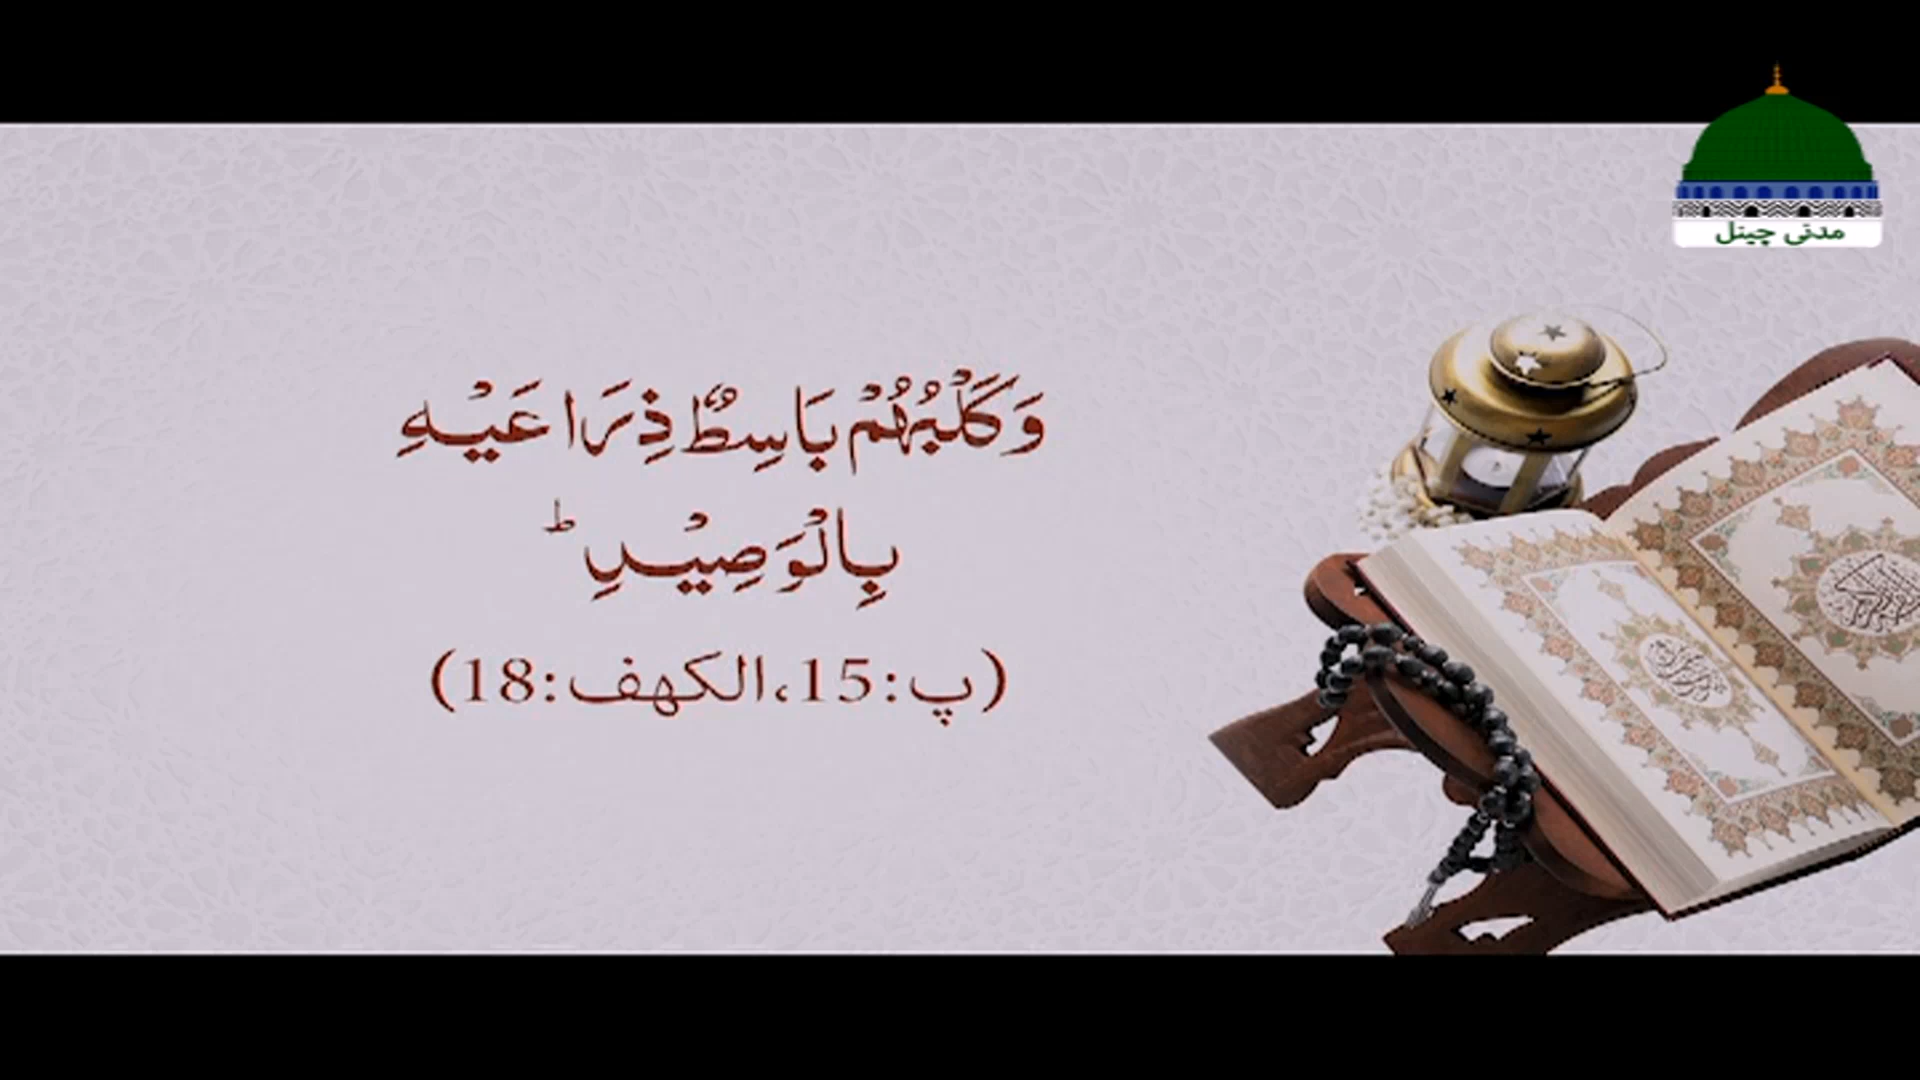 مدنی چینل
وَكَلْبُهُمْ بَاسِطٌ ذِرَاعَیْهِ
بِالْوَصِیْدِ ؕ
(پ:15،الکھف:18)